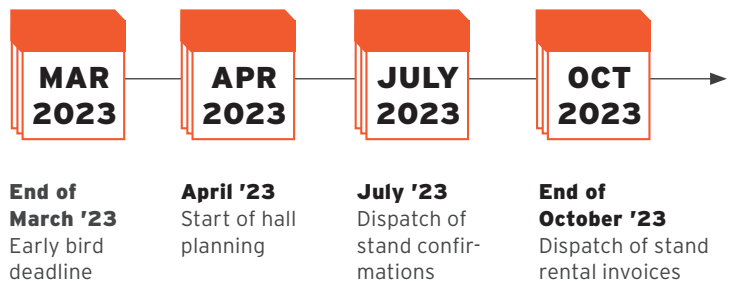 MAR
2023
APR
2023
JULY
2023
OCT
2023
End of
March '23
Early bird
deadline
April '23
Start of hall
planning
July '23
Dispatch of
stand confir-
mations
End of
October '23
Dispatch of stand
rental invoices